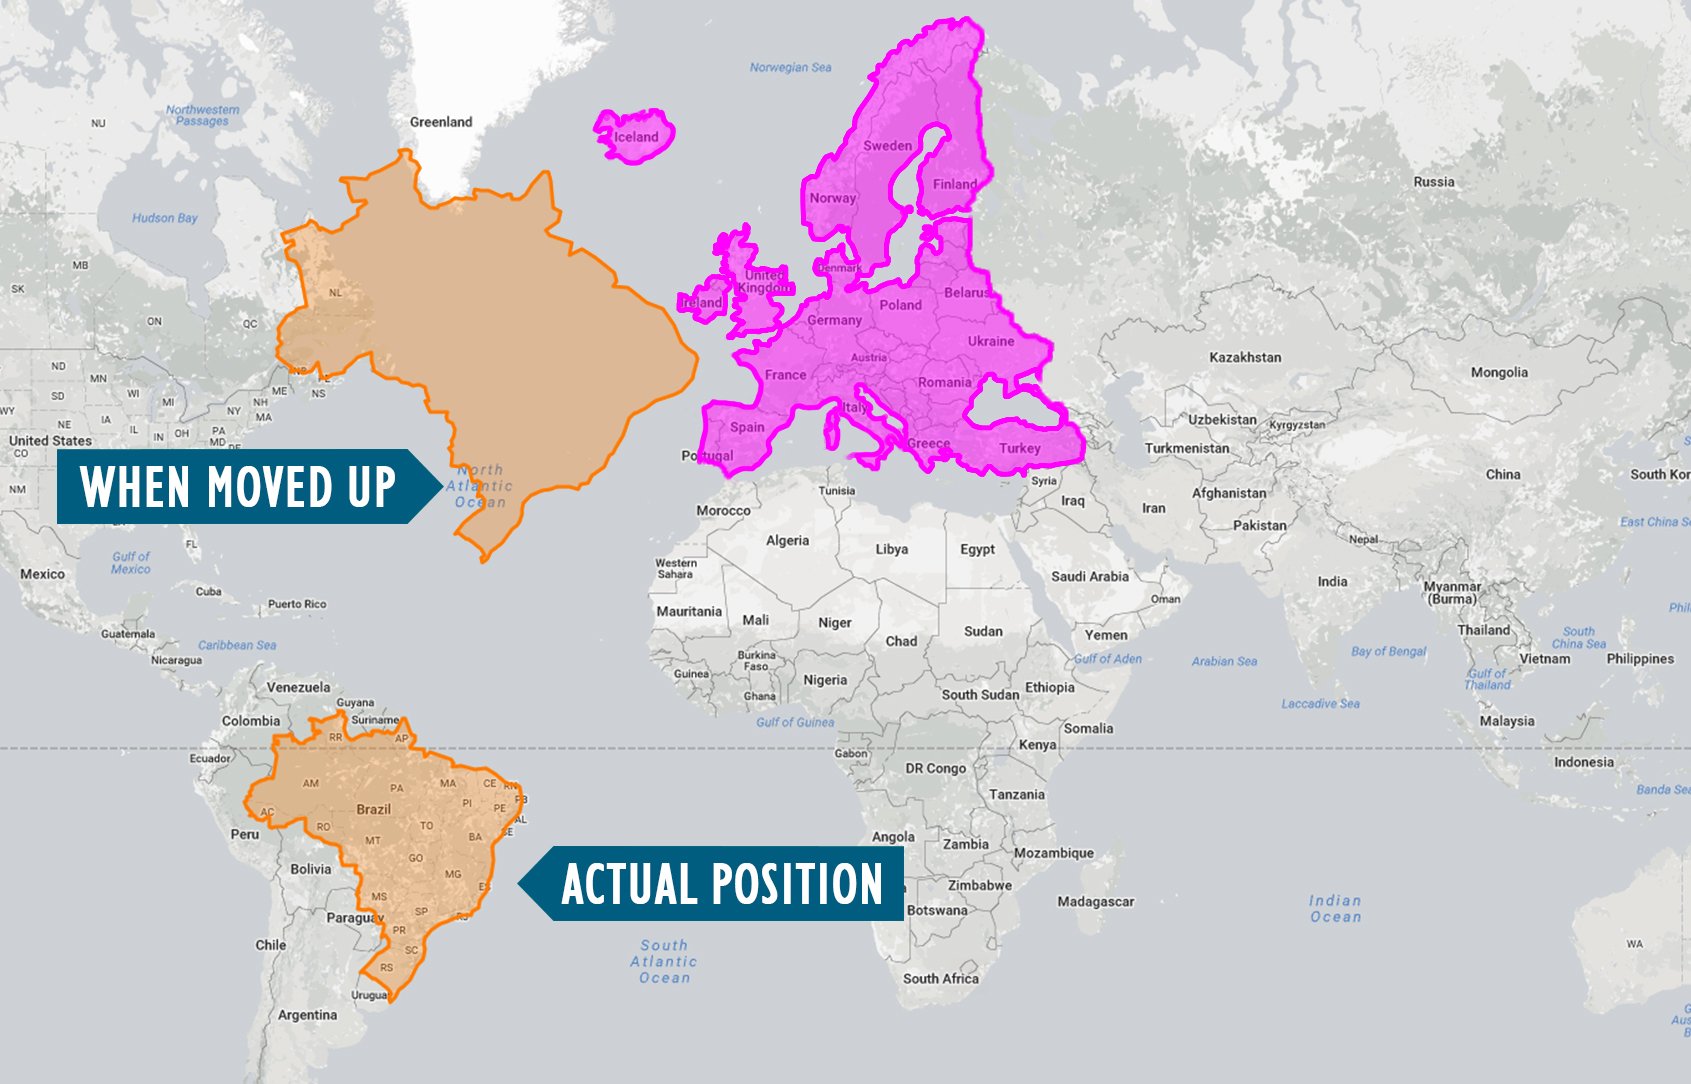 Norwegian Sea
Northwestern
Passages
NU
Greenland
Iceland
Sweden
Russia
Finland
Norway
Hudson Bay
MB
SK
NL
ON
QC
Denmark
United
Kingdom
Ireland
Belarus
Poland
Germany
Ukraine
Austria
France
Romania
Kazakhstan
Mongolia
ND
MN
SD
WY
WI
MI
ME
NS
NH
NY
MA
NE
IA
IL
IN
OH
PA
MD
DE
United States
CO
Italy
Spain
Portugal
Greece
Turkey
Uzbekistan
Kyrgyzstan
Turkmenistan
China
South Kor
WHEN MOVED UP
North
Atlantic
Ocean
NM
Tunisia
Syria
Iraq
Iran
Afghanistan
Pakistan
Nepal
East China Se
Morocco
Algeria
Libya
Egypt
FL
Gulf of
Mexico
Mexico
Western
Sahara
Saudi Arabia
Oman
India
Myanmar
(Burma)
Cuba
Puerto Rico
Mauritania
Mali
Niger
Chad
Sudan
Yemen
Guatemala
Caribbean Sea
Nicaragua
Burkina
Faso
Gulf of Aden
Arabian Sea
Bay of Bengal
Thailand
South
China Sea
Phil
Vietnam
Philippines
Venezuela
Guyana
Suriname
Colombia
Guinea
Ghana
Nigeria
South Sudan
Ethiopia
Gulf of
Thailand
Laccadive Sea
Gulf of Guinea
Somalia
Malaysia
RR
AP
Ecuador
Gabon
Kenya
DR Congo
Indonesia
AM
PA
MA
CE
RN
PB
Brazil
PI
PE
AL
SE
AC
RO
MT
TO
BA
Peru
Tanzania
Banda Sea
Angola
Zambia
Mozambique
GO
Bolivia
MG
ES
MS
ACTUAL POSITION
Zimbabwe
Botswana
Madagascar
Indian
Ocean
Paraguay
SP
RJ
PR
Chile
SC
RS
South
Atlantic
Ocean
South Africa
WA
Urugua
Argentina